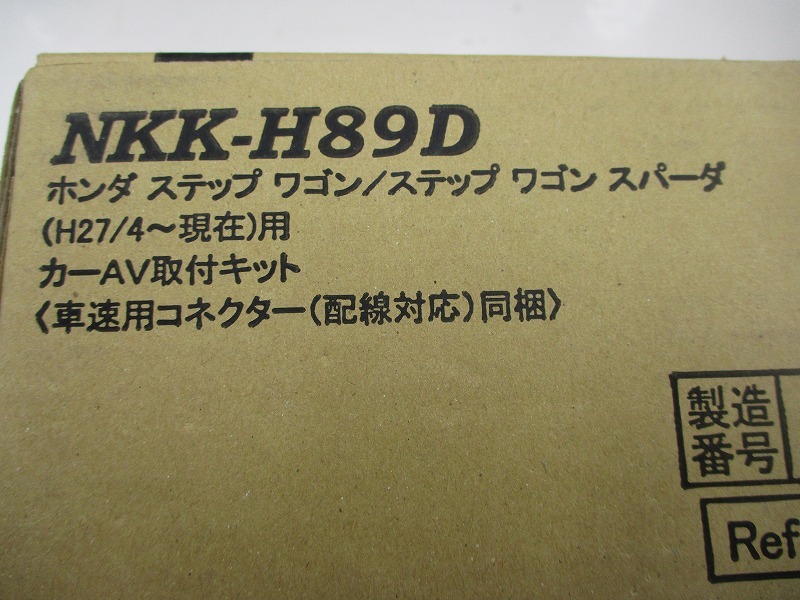 NKK-H89D
ホンダ ステップ ワゴン/ステップ ワゴン スパーダ
(H27/4〜現在)用
カーAV取付キット
〈車速用コネクター(配線対応)同梱〉
製造
番号
Ref